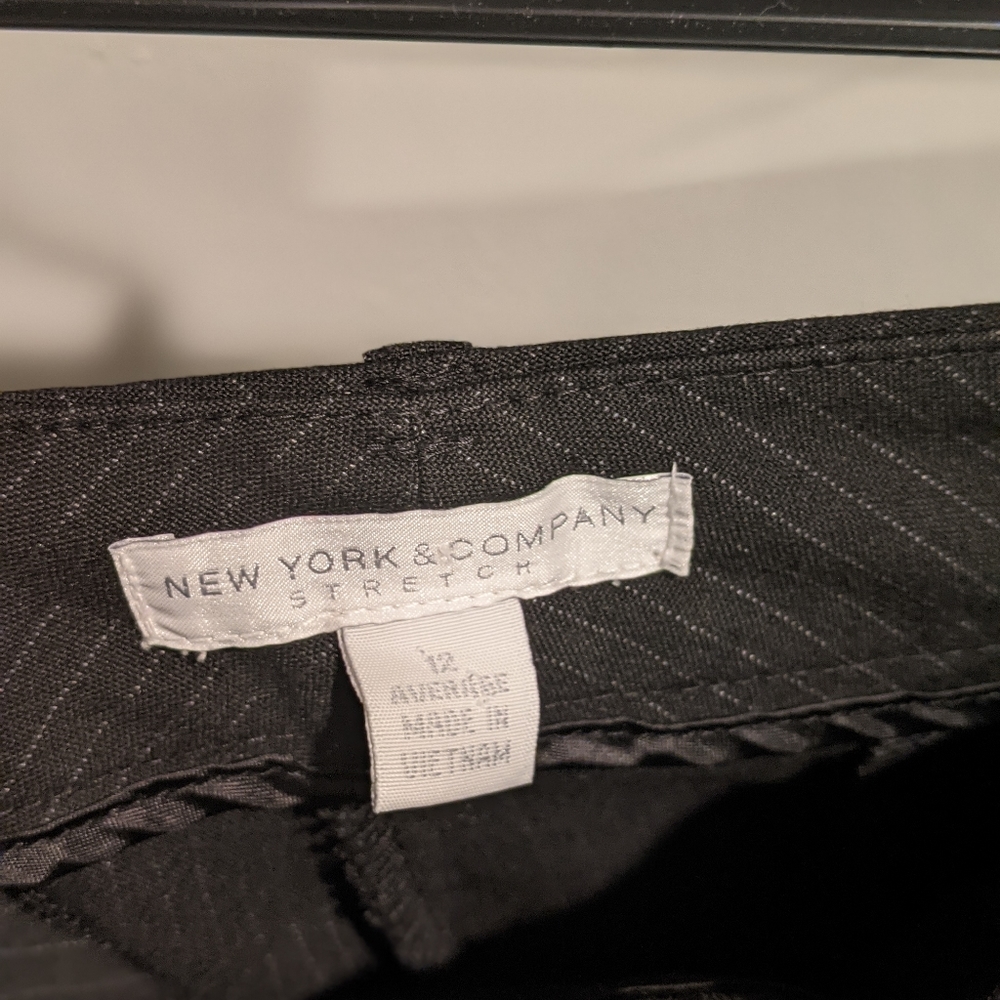 NEW YORK & COMPANY
STRETCH
12
AVERAGE
MADE IN
VIETNAM